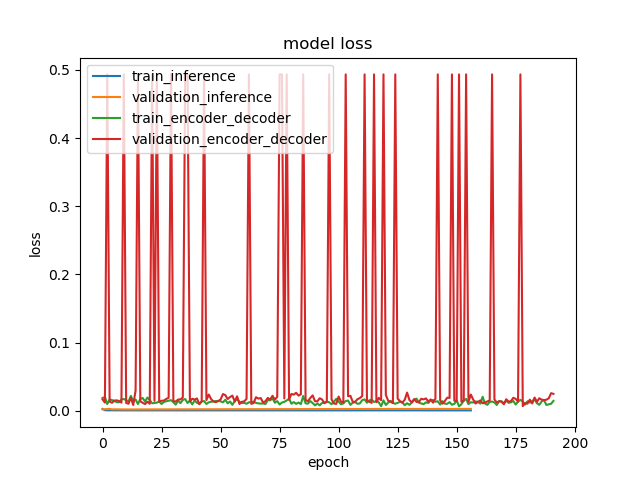 model loss
train_inference
validation_inference
train_encoder_decoder
validation_encoder_decoder
loss
0.5
0.4
0.3
0.2
0.1
0.0
0 25 50 75 100 125 150 175 200
epoch